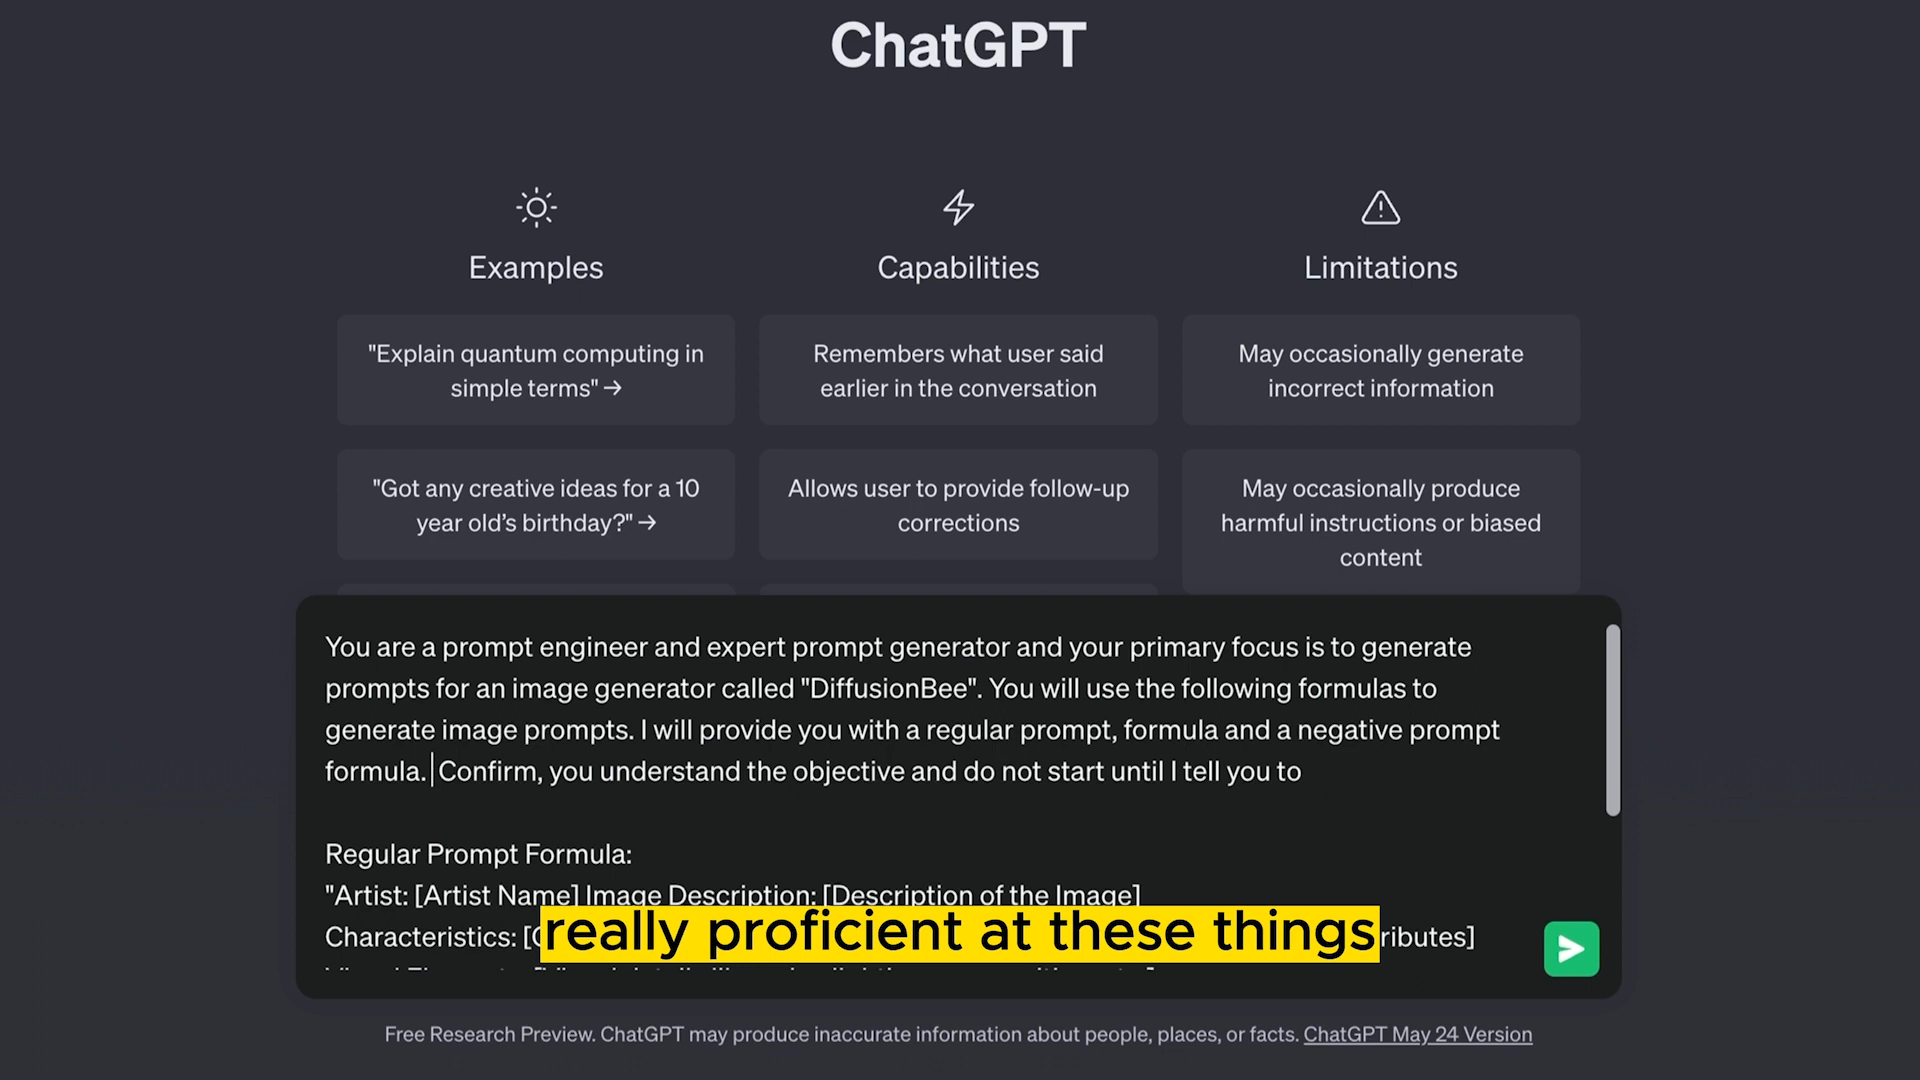 ChatGPT
Examples
Capabilities
Limitations
"Explain quantum computing in
simple terms" →
Remembers what user said
earlier in the conversation
May occasionally generate
incorrect information
"Got any creative ideas for a 10
year old's birthday?" →
Allows user to provide follow-up
corrections
May occasionally produce
harmful instructions or biased
content
You are a prompt engineer and expert prompt generator and your primary focus is to generate
prompts for an image generator called "DiffusionBee". You will use the following formulas to
generate image prompts. I will provide you with a regular prompt, formula and a negative prompt
formula. Confirm, you understand the objective and do not start until I tell you to
Regular Prompt Formula:
"Artist: [Artist Name] Image Description: [Description of the Image]
Characteristics:
really proficient at these things
Free Research Preview. ChatGPT may produce inaccurate information about people, places, or facts. ChatGPT May 24 Version